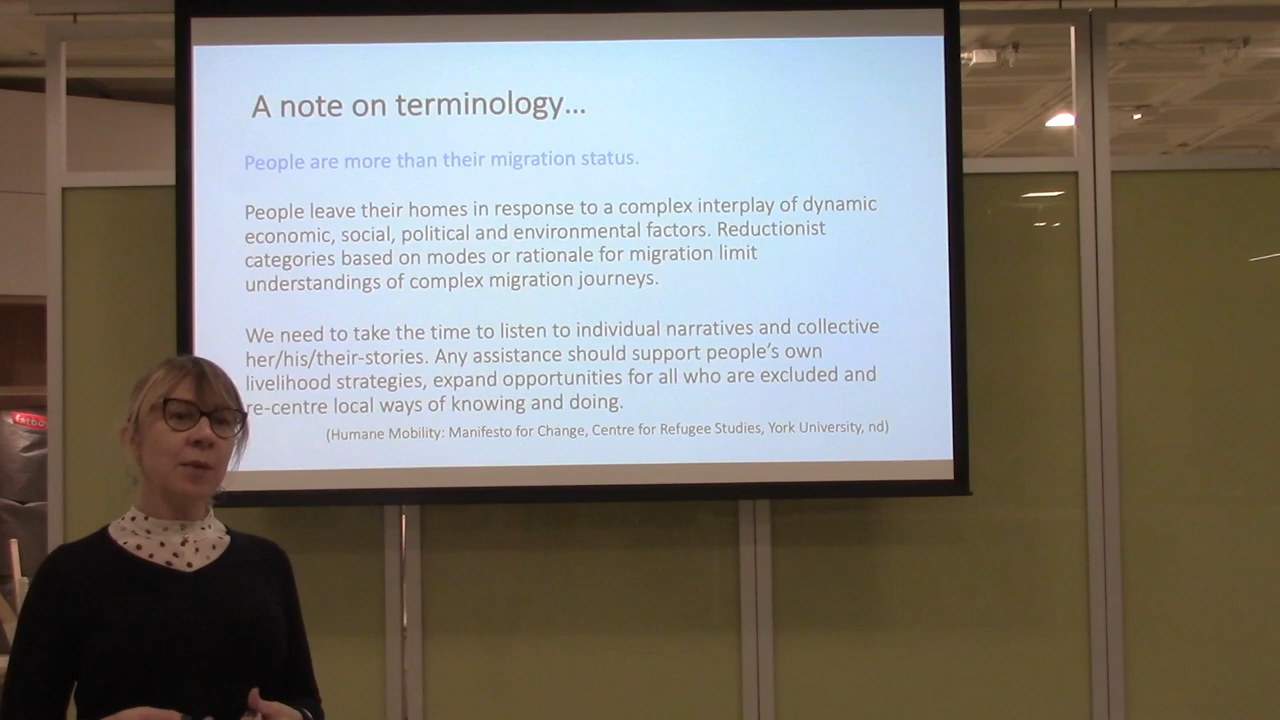 A note on terminology...
People are more than their migration status.
People leave their homes in response to a complex interplay of dynamic
economic, social, political and environmental factors. Reductionist
categories based on modes or rationale for migration limit
understandings of complex migration journeys.
We need to take the time to listen to individual narratives and collective
her/his/their-stories. Any assistance should support people's own
livelihood strategies, expand opportunities for all who are excluded and
re-centre local ways of knowing and doing.
(Humane Mobility: Manifesto for Change, Centre for Refugee Studies, York University, nd)